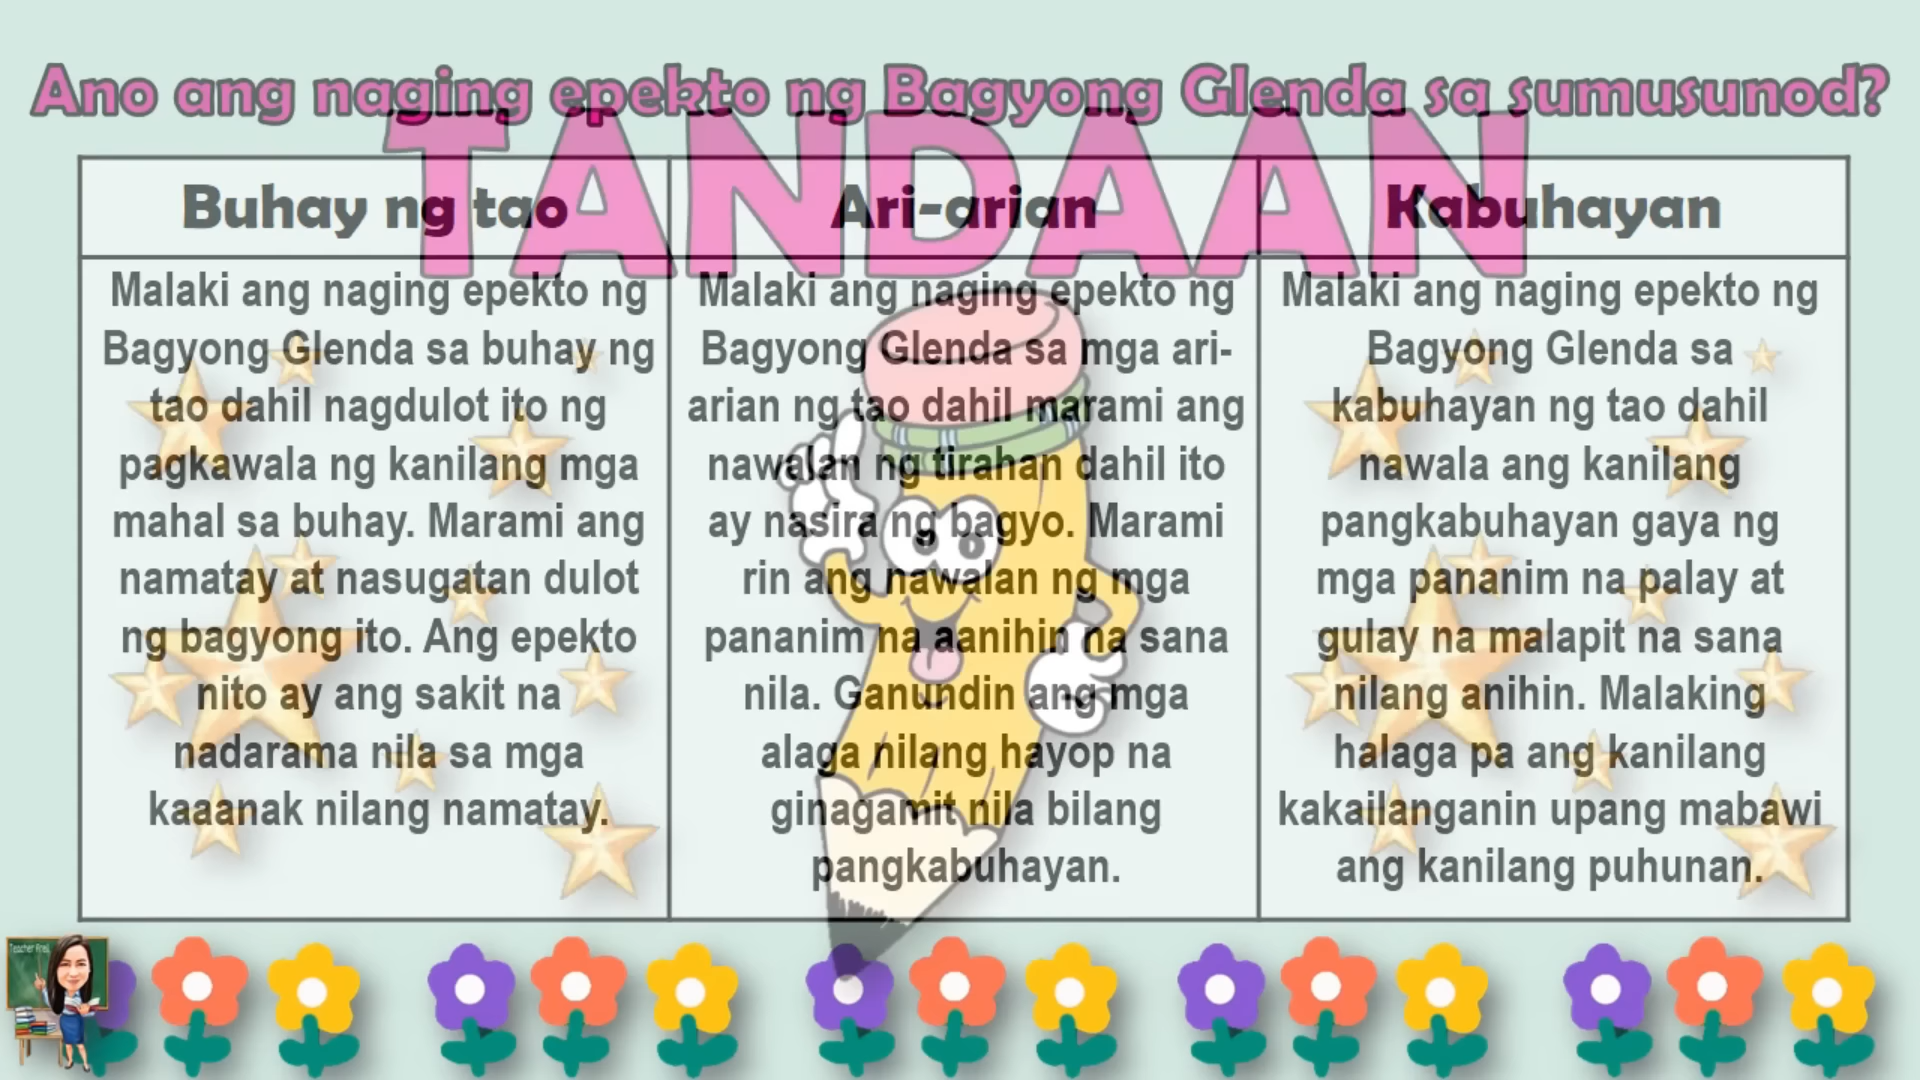 Ano ang naging epekto ng Bagyong Glenda sa sumusunod?
TANDAAN
Buhay ng tao
Malaki ang naging epekto ng
Bagyong Glenda sa buhay ng
tao dahil nagdulot ito ng
pagkawala ng kanilang mga
mahal sa buhay. Marami ang
namatay at nasugatan dulot
ng bagyong ito. Ang epekto
nito ay ang sakit na
nadarama nila sa mga
kaaanak nilang namatay.
Ari-arian
Malaki ang naging epekto ng
Bagyong Glenda sa mga ari-
arian ng tao dahil marami ang
nawalan ng tirahan dahil ito
ay nasira ng bagyo. Marami
rin ang nawalan ng mga
pananim na aanihin na sana
nila. Ganundin ang mga
alaga nilang hayop na
ginagamit nila bilang
pangkabuhayan.
Kabuhayan
Malaki ang naging epekto ng
Bagyong Glenda sa
kabuhayan ng tao dahil
nawala ang kanilang
pangkabuhayan gaya ng
mga pananim na palay at
gulay na malapit na sana
nilang anihin. Malaking
halaga pa ang kanilang
kakailanganin upang mabawi
ang kanilang puhunan.